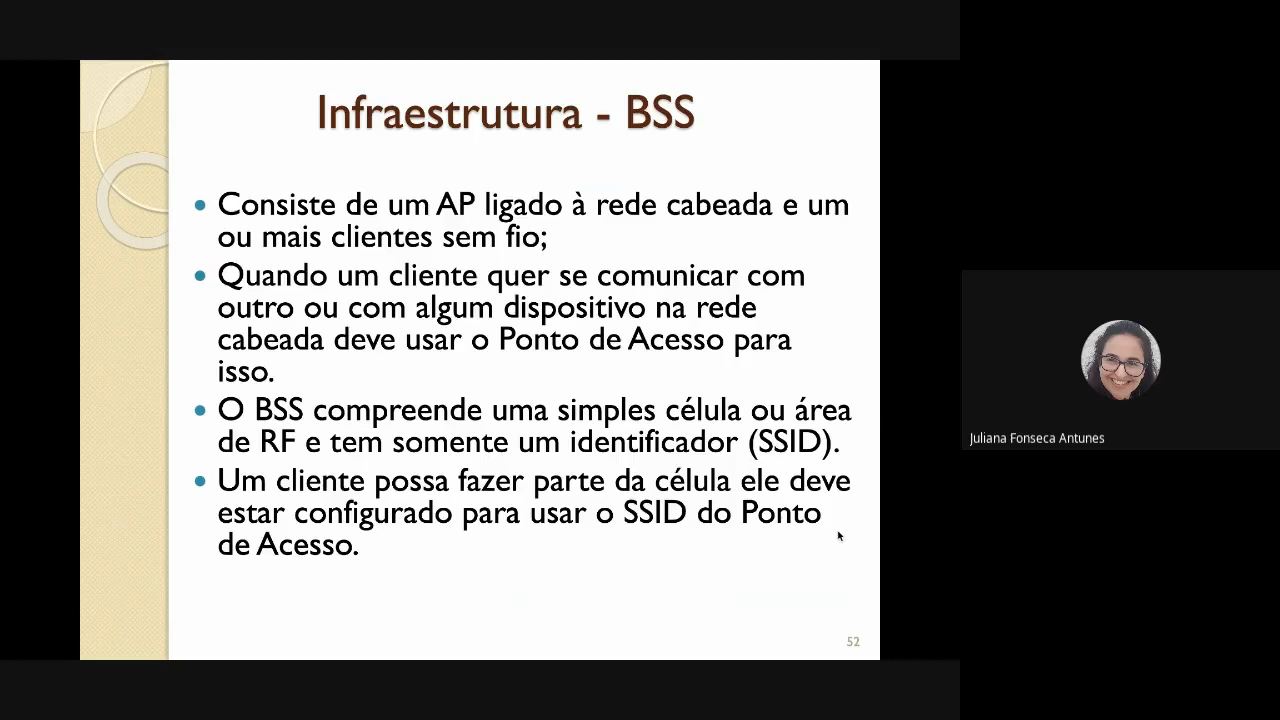 Infraestrutura - BSS
Consiste de um AP ligado à rede cabeada e um
ou mais clientes sem fio;
Quando um cliente quer se comunicar com
outro ou com algum dispositivo na rede
cabeada deve usar o Ponto de Acesso para
isso.
O BSS compreende uma simples célula ou área
de RF e tem somente um identificador (SSID).
Um cliente possa fazer parte da célula ele deve
estar configurado para usar o SSID do Ponto
de Acesso.
52
Juliana Fonseca Antunes